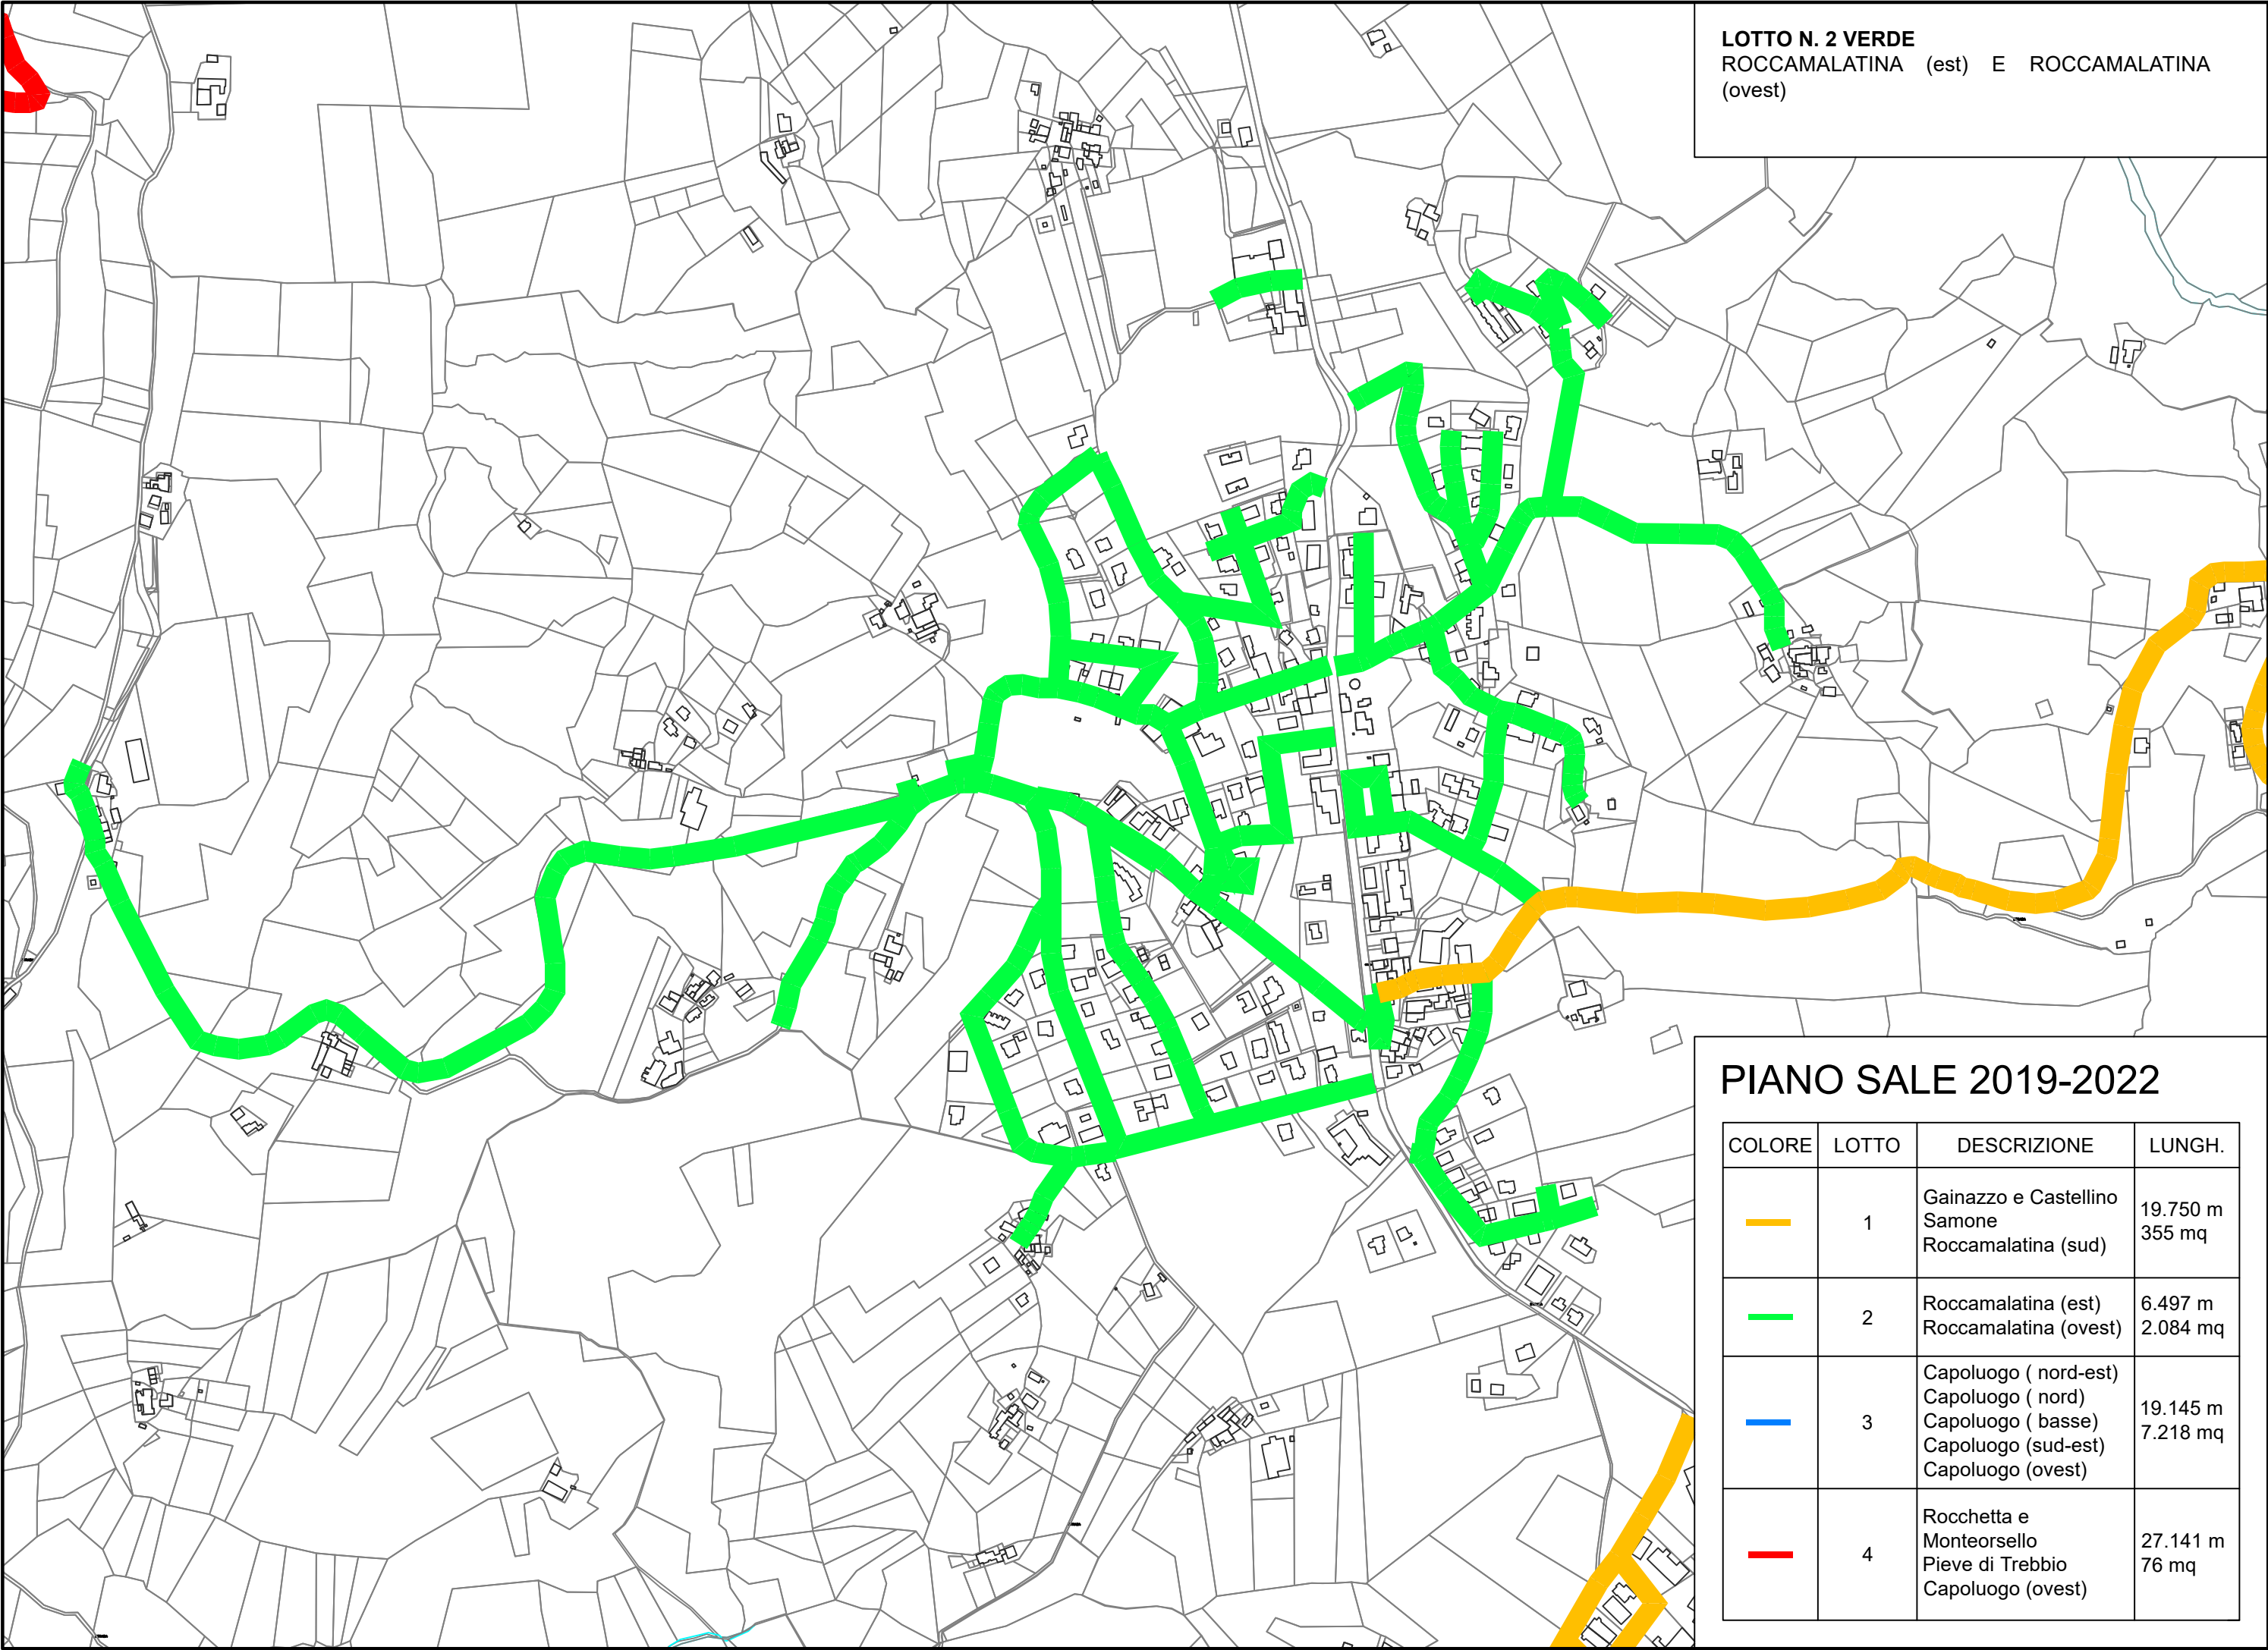 LOTTO N. 2 VERDE
ROCCAMALATINA (est) E ROCCAMALATINA
(ovest)
PIANO SALE 2019-2022
COLORE LOTTO DESCRIZIONE LUNGH.
1
Gainazzo e Castellino
Samone
Roccamalatina (sud)
19.750 m
355 mq
2
Roccamalatina (est)
Roccamalatina (ovest)
6.497 m
2.084 mq
3
Capoluogo ( nord-est)
Capoluogo ( nord)
Capoluogo ( basse)
Capoluogo (sud-est)
Capoluogo (ovest)
19.145 m
7.218 mq
4
Rocchetta e
Monteorsello
Pieve di Trebbio
Capoluogo (ovest)
27.141 m
76 mq